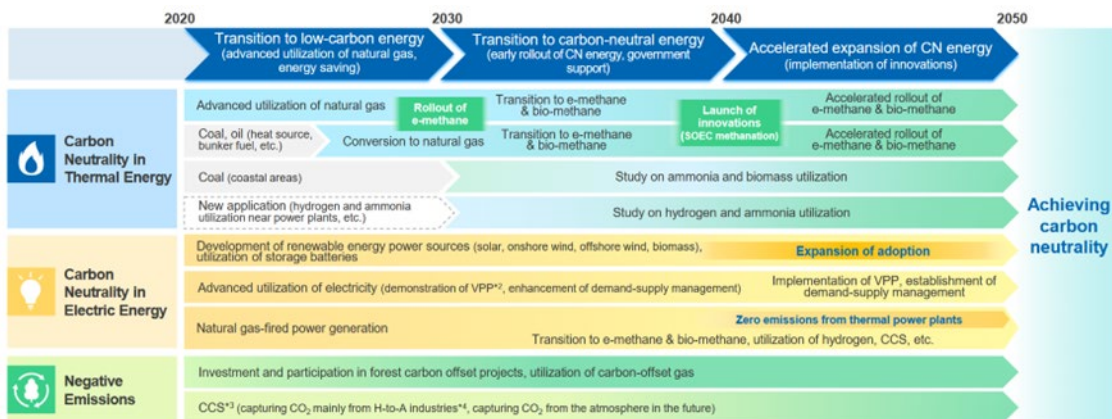 2020 2030 2040 2050
Transition to low-carbon energy
(advanced utilization of natural gas,
energy saving)
Transition to carbon-neutral energy
(early rollout of CN energy, government
support)
Accelerated expansion of CN energy
(implementation of innovations)
Carbon
Neutrality in
Thermal Energy
Advanced utilization of natural gas
Rollout of
e-methane
Transition to e-methane
& bio-methane
Launch of
innovations
(SOEC methanation)
Accelerated rollout of
e-methane & bio-methane
Coal, oil (heat source,
bunker fuel, etc.)
Conversion to natural gas
Transition to e-methane
& bio-methane
Accelerated rollout of
e-methane & bio-methane
Coal (coastal areas)
Study on ammonia and biomass utilization
New application (hydrogen and ammonia
utilization near power plants, etc.)
Study on hydrogen and ammonia utilization
Carbon
Neutrality in
Electric Energy
Development of renewable energy power sources (solar, onshore wind, offshore wind, biomass),
utilization of storage batteries
Expansion of adoption
Advanced utilization of electricity (demonstration of VPP*2, enhancement of demand-supply management)
Implementation of VPP, establishment of
demand-supply management
Natural gas-fired power generation
Zero emissions from thermal power plants
Transition to e-methane & bio-methane, utilization of hydrogen, CCS, etc.
Negative
Emissions
Investment and participation in forest carbon offset projects, utilization of carbon-offset gas
CCS*3 (capturing CO2 mainly from H-to-A industries*4, capturing CO2 from the atmosphere in the future)
Achieving
carbon
neutrality